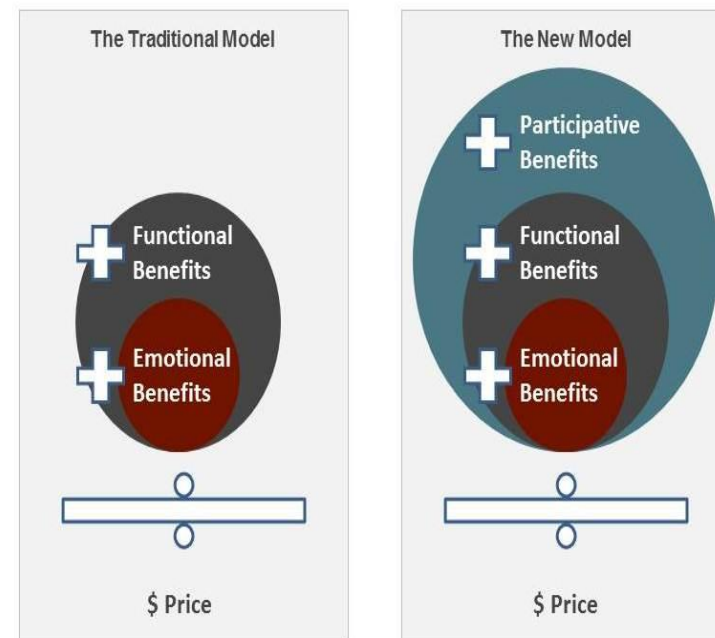 The Traditional Model
Functional
Benefits
Emotional
Benefits
$ Price
The New Model
Participative
Benefits
Functional
Benefits
Emotional
Benefits
$ Price